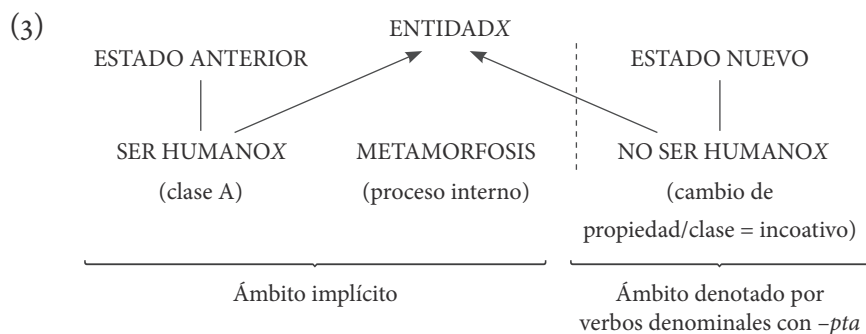 (3)
ENTIDADX
ESTADO ANTERIOR ESTADO NUEVO
SER HUMANOX METAMORFOSIS NO SER HUMANOX
(clase A) (proceso interno) (cambio de
propiedad/clase = incoativo)
Ámbito implícito Ámbito denotado por
verbos denominales con –pta